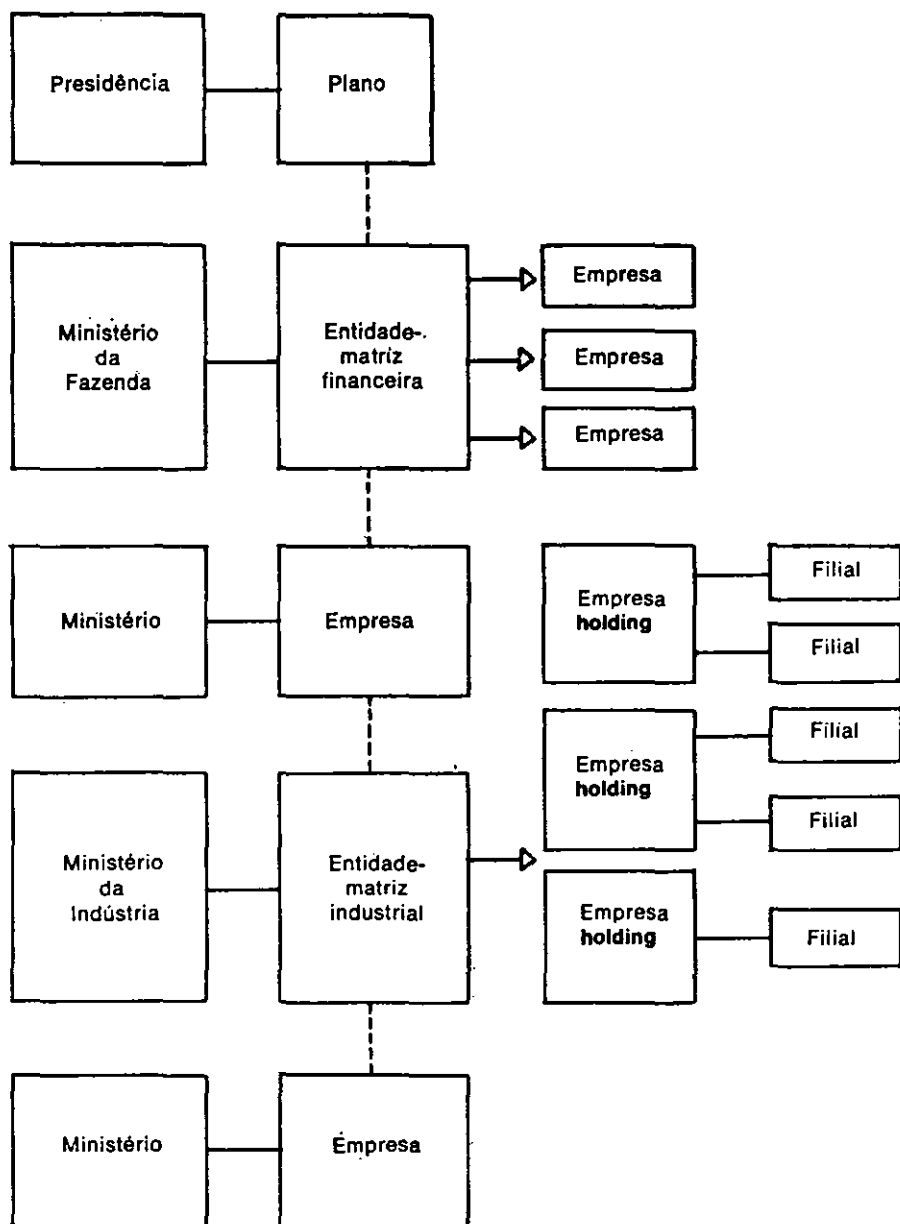 Presidência
Plano
Ministério
da
Fazenda
Entidade-
matriz
financeira
Empresa
Empresa
Empresa
Ministério
Empresa
Empresa
holding
Filial
Filial
Empresa
holding
Filial
Filial
Ministério
da
Indústria
Entidade-
matriz
industrial
Empresa
holding
Filial
Ministério
Empresa